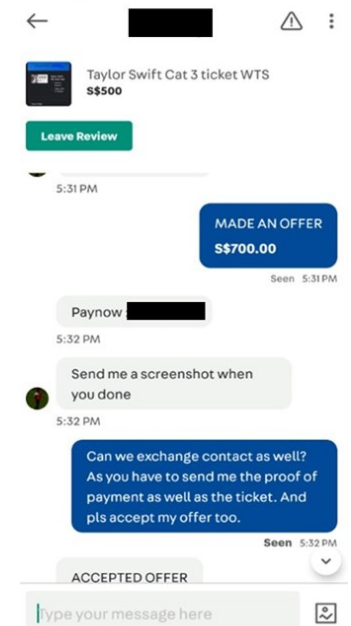 Taylor Swift Cat 3 ticket WTS
S$500
Leave Review
5:31 PM
MADE AN OFFER
S$700.00
Seen 5:31 PM
Paynow :
5:32 PM
Send me a screenshot when
you done
5:32 PM
Can we exchange contact as well?
As you have to send me the proof of
payment as well as the ticket. And
pls accept my offer too.
Seen 5:32 PM
ACCEPTED OFFER
Type your message here